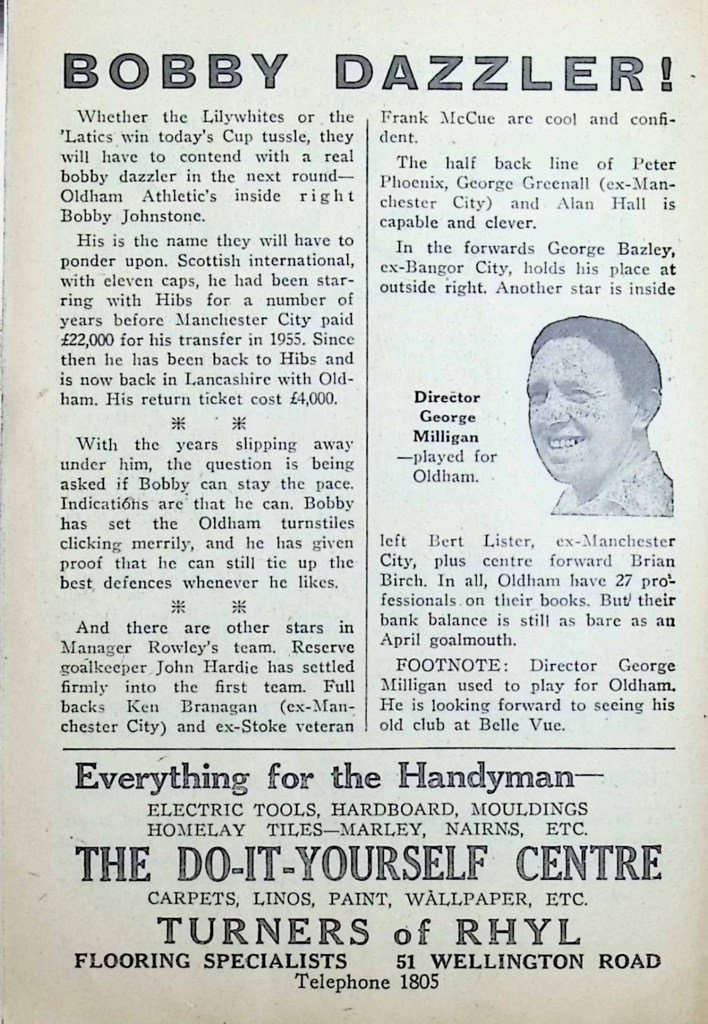 BOBBY DAZZLER!
Whether the Lilywhites or the
'Latics win today's Cup tussle, they
will have to contend with a real
bobby dazzler in the next round—
Oldham Athletic's inside right
Bobby Johnstone.
His is the name they will have to
ponder upon. Scottish international,
with eleven caps, he had been star-
ring with Hibs for a number of
years before Manchester City paid
£22,000 for his transfer in 1955. Since
then he has been back to Hibs and
is now back in Lancashire with Old-
ham. His return ticket cost £4,000.
With the years slipping away
under him, the question is being
asked if Bobby can stay the pace.
Indications are that he can. Bobby
has set the Oldham turnstiles
clicking merrily, and he has given
proof that he can still tie up the
best defences whenever he likes.
And there are other stars in
Manager Rowley's team. Reserve
goalkeeper John Hardie has settled
firmly into the first team. Full
backs Ken Branagan (ex-Man-
chester City) and ex-Stoke veteran
Frank McCue are cool and confi-
dent.
The half back line of Peter
Phoenix, George Greenall (ex-Man-
chester City) and Alan Hall is
capable and clever.
In the forwards George Bazley,
ex-Bangor City, holds his place at
outside right. Another star is inside
Director
George
Milligan
—played for
Oldham.
left Bert Lister, ex-Manchester
City, plus centre forward Brian
Birch. In all, Oldham have 27 pro-
fessionals on their books. But their
bank balance is still as bare as an
April goalmouth.
FOOTNOTE: Director George
Milligan used to play for Oldham.
He is looking forward to seeing his
old club at Belle Vue.
Everything for the Handyman—
ELECTRIC TOOLS, HARDBOARD, MOULDINGS
HOMELAY TILES—MARLEY, NAIRNS, ETC.
THE DO-IT-YOURSELF CENTRE
CARPETS, LINOS, PAINT, WALLPAPER, ETC.
TURNERS of RHYL
FLOORING SPECIALISTS 51 WELLINGTON ROAD
Telephone 1805